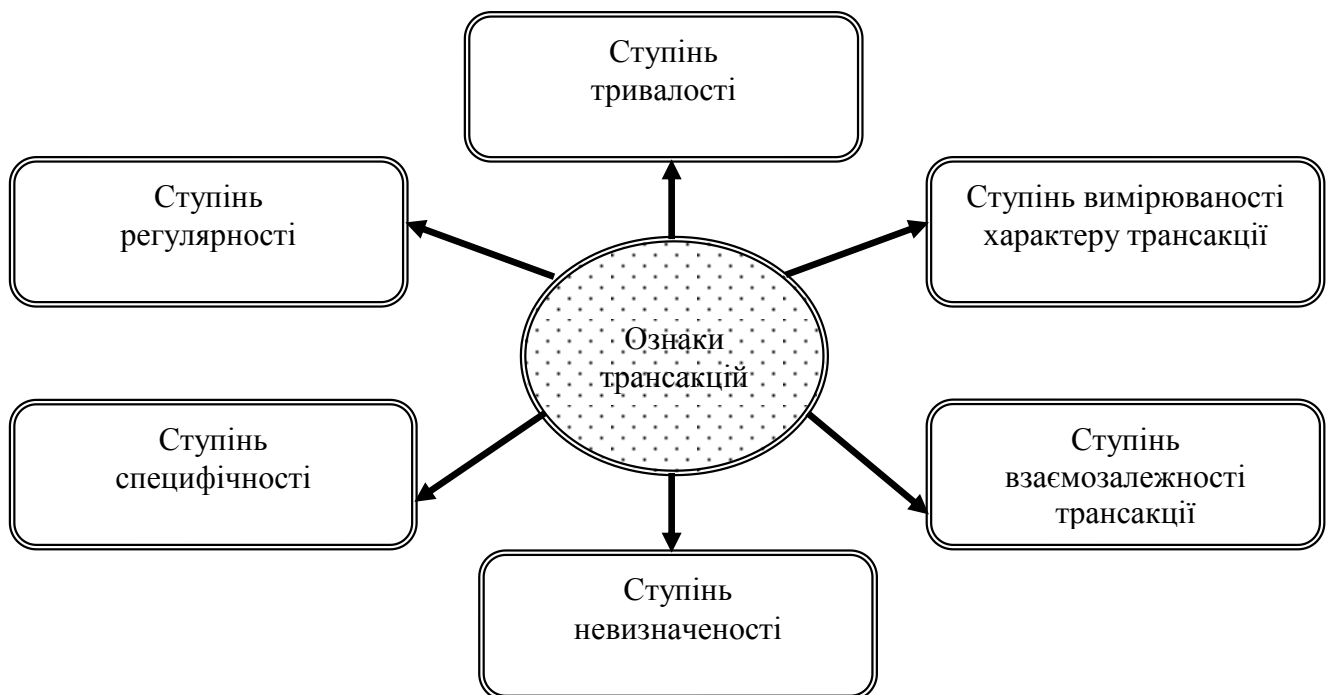 Ступінь
тривалості
Ступінь
регулярності
Ступінь вимірюваності
характеру трансакції
Ознаки
трансакцій
Ступінь
специфічності
Ступінь
взаємозалежності
трансакції
Ступінь
невизначеності